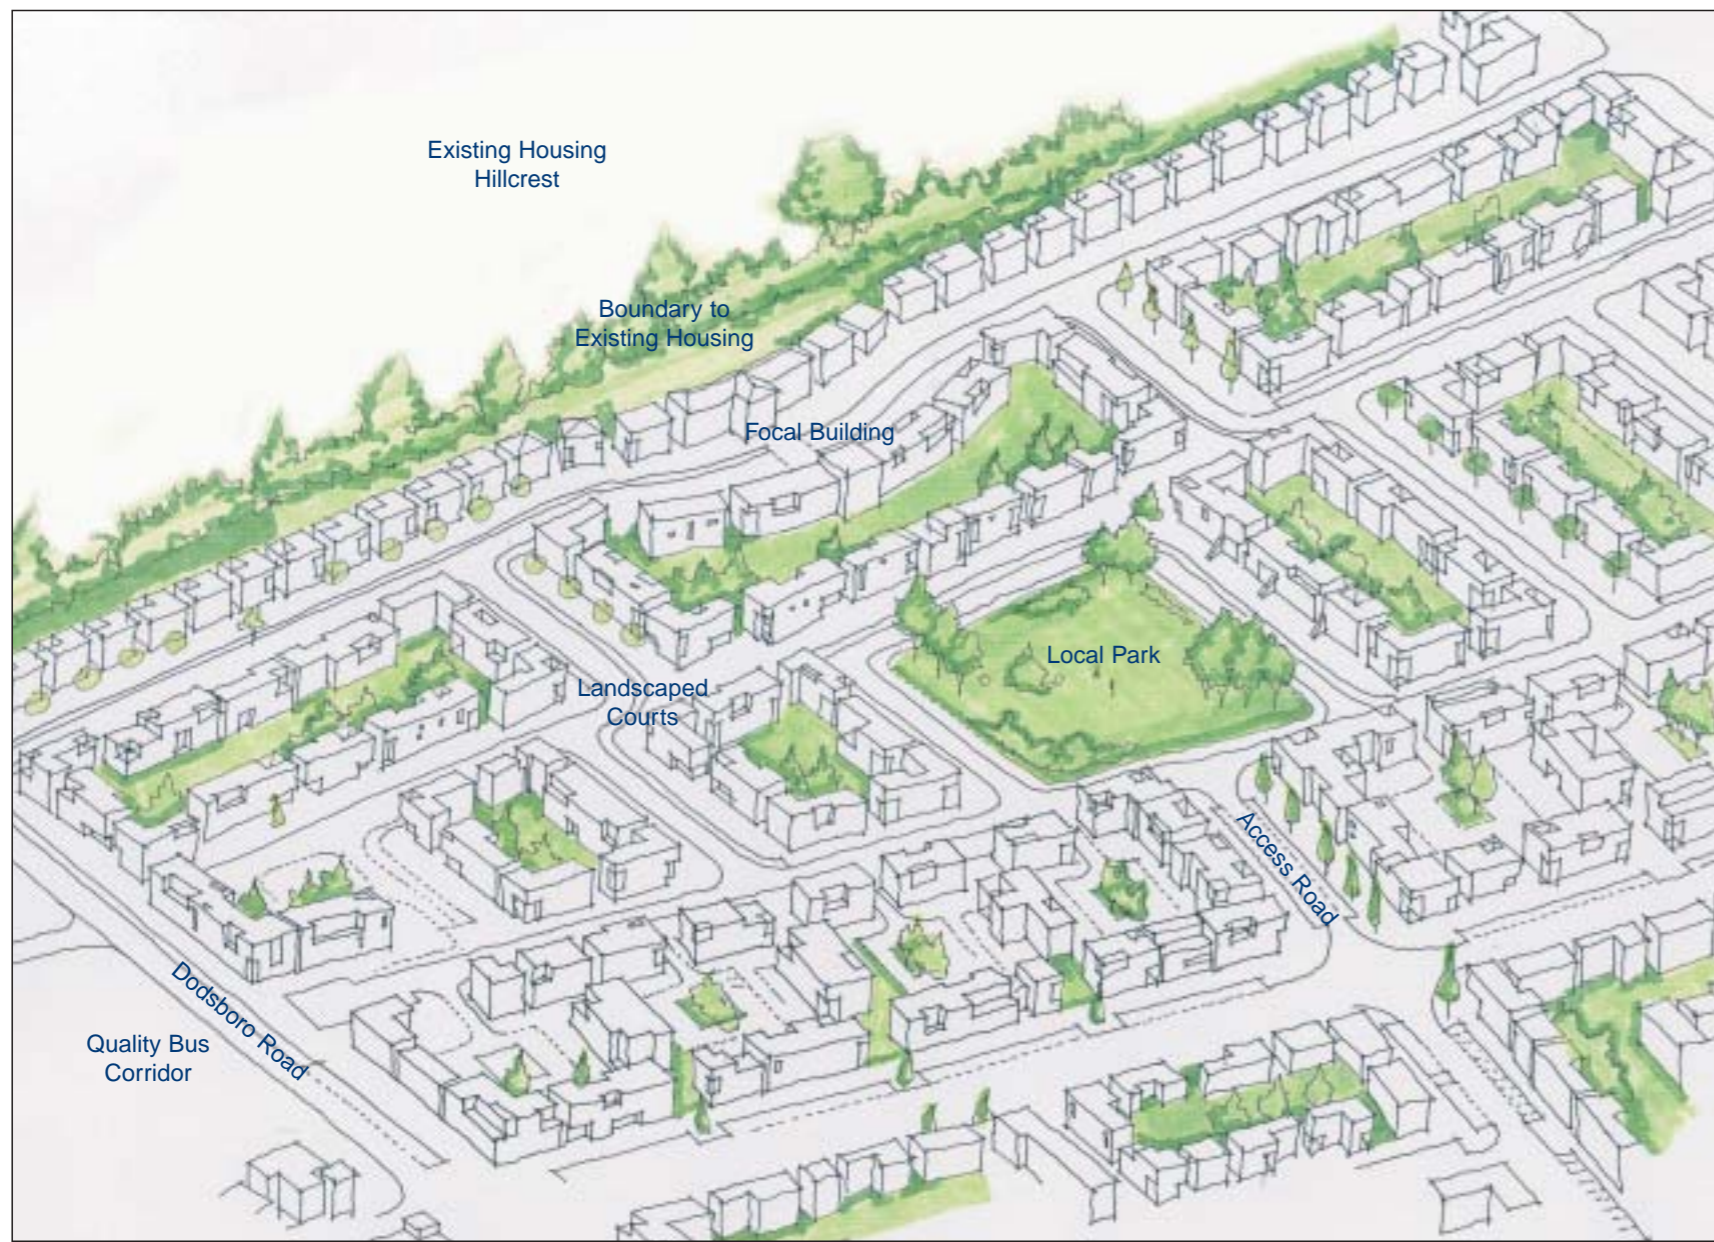 Existing Housing
Hillcrest
Boundary to
Existing Housing
Focal Building
Local Park
Landscaped
Courts
Access Road
Dodsboro Road
Quality Bus
Corridor